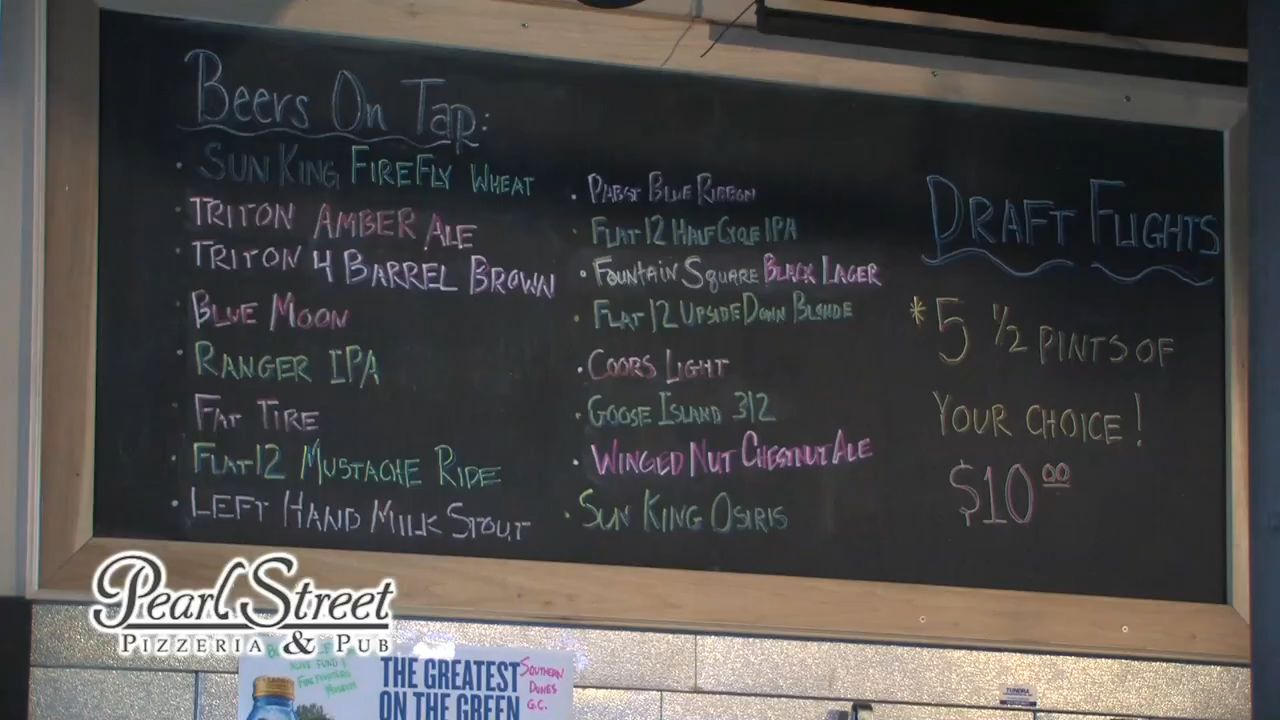 Beers On Tap:
• SUN KING FIREFLY WHEAT
• TRITON AMBER ALE
• TRITON 4 BARREL BROWN
• BLUE MOON
• RANGER IPA
• FAT TIRE
• FLAT 12 MUSTACHE RIDE
• LEFT HAND MILK STOUT
• PABST BLUE RIBBON
• FLAT 12 HALF CYCLE IPA
• FOUNTAIN SQUARE BLACK LAGER
• FLAT 12 UPSIDE DOWN BLONDE
• COORS LIGHT
• GOOSE ISLAND 312
• WINGED NUT CHESTNUT ALE
• SUN KING OSIRIS
DRAFT FLIGHTS
* 5 1/2 PINTS OF
YOUR CHOICE!
$10.00
Pearl Street
PIZZERIA & PUB
THE GREATEST
ON THE GREEN
SOUTHERN
DUNES
G.C.
TUNDRA